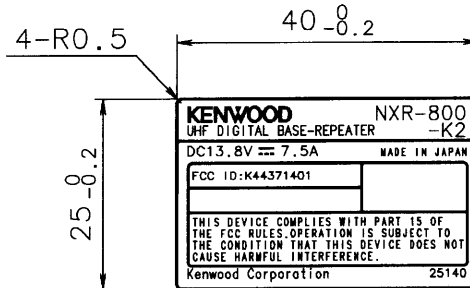 40 0 -0.2
4-R0.5
25 0 -0.2
KENWOOD NXR-800
UHF DIGITAL BASE-REPEATER -K2
DC13.8V ⎓ 7.5A MADE IN JAPAN
FCC ID:K44371401
THIS DEVICE COMPLIES WITH PART 15 OF
THE FCC RULES.OPERATION IS SUBJECT TO
THE CONDITION THAT THIS DEVICE DOES NOT
CAUSE HARMFUL INTERFERENCE.
Kenwood Corporation 25140